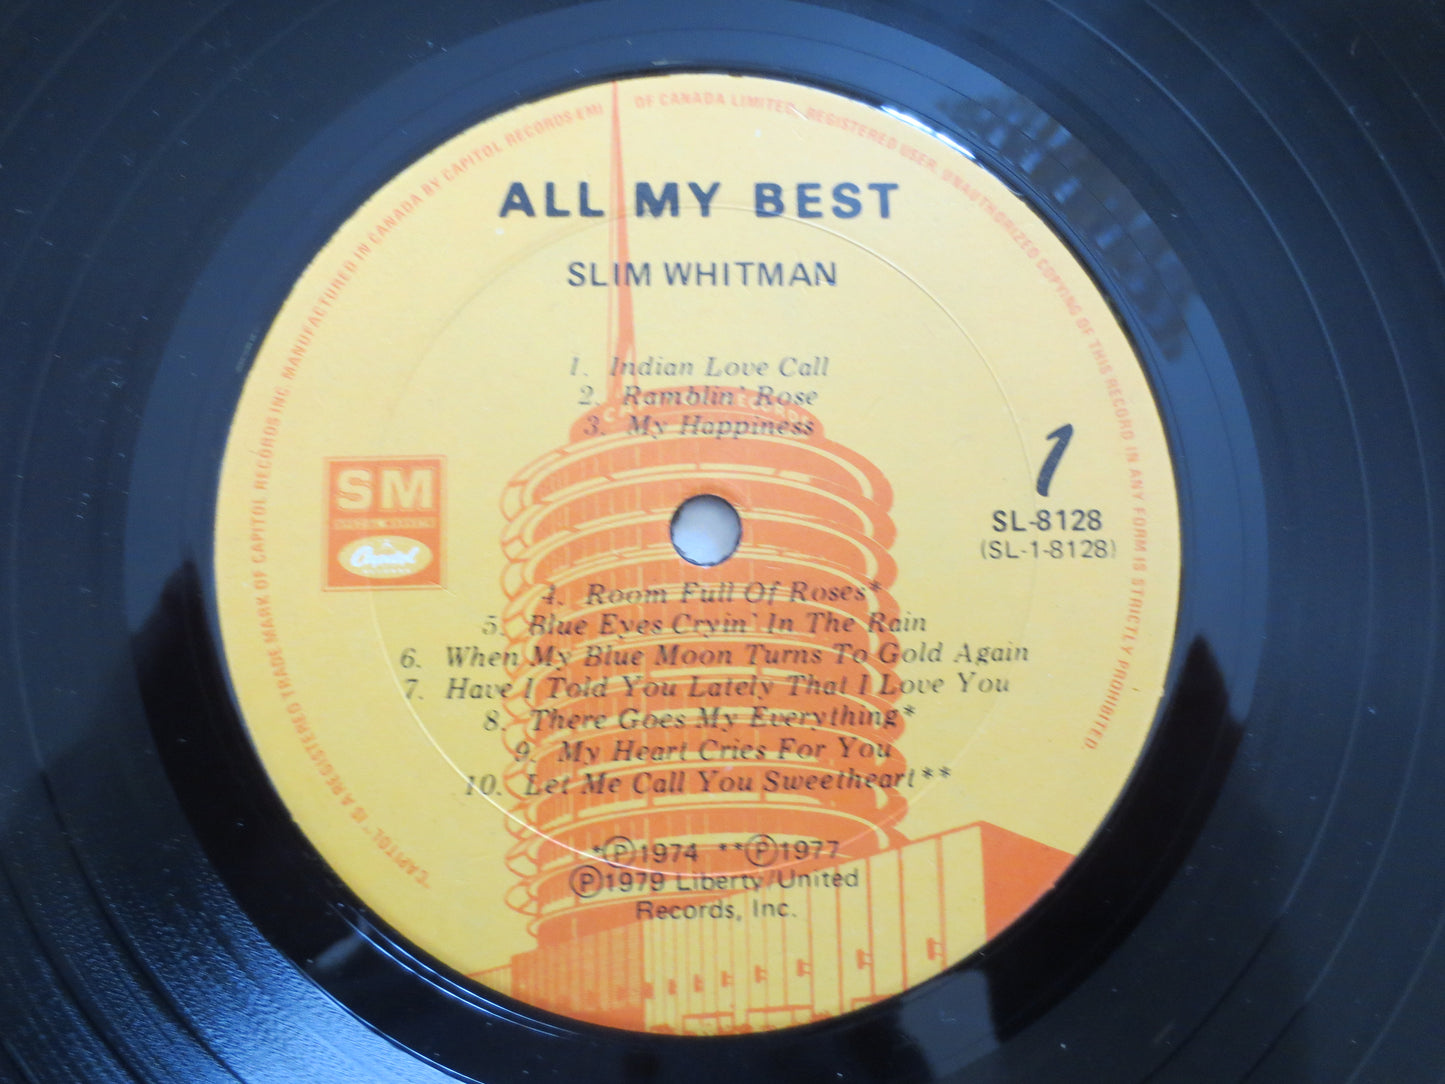 "CAPITOL" IS A REGISTERED TRADE MARK OF CAPITOL RECORDS INC. MANUFACTURED IN CANADA BY CAPITOL RECORDS EMI OF CANADA LIMITED, REGISTERED USER. UNAUTHORIZED COPYING OF THIS RECORD IN ANY FORM IS STRICTLY PROHIBITED.
ALL MY BEST
SLIM WHITMAN
1. Indian Love Call
2. Ramblin' Rose
CAPITOL RECORDS
3. My Happiness
1
SM
Capitol
SL-8128
(SL-1-8128)
4. Room Full Of Roses*
5. Blue Eyes Cryin' In The Rain
6. When My Blue Moon Turns To Gold Again
7. Have I Told You Lately That I Love You
8. There Goes My Everything*
9. My Heart Cries For You
10. Let Me Call You Sweetheart**
*Ⓟ1974 **Ⓟ1977
Ⓟ1979 Liberty/United
Records, Inc.